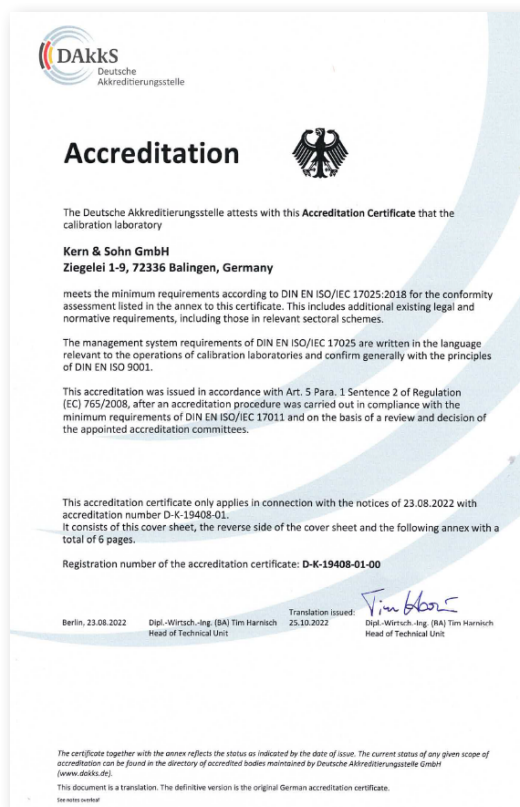 DAkkS
Deutsche
Akkreditierungsstelle
Accreditation
The Deutsche Akkreditierungsstelle attests with this Accreditation Certificate that the
calibration laboratory
Kern & Sohn GmbH
Ziegelei 1-9, 72336 Balingen, Germany
meets the minimum requirements according to DIN EN ISO/IEC 17025:2018 for the conformity
assessment listed in the annex to this certificate. This includes additional existing legal and
normative requirements, including those in relevant sectoral schemes.
The management system requirements of DIN EN ISO/IEC 17025 are written in the language
relevant to the operations of calibration laboratories and confirm generally with the principles
of DIN EN ISO 9001.
This accreditation was issued in accordance with Art. 5 Para. 1 Sentence 2 of Regulation
(EC) 765/2008, after an accreditation procedure was carried out in compliance with the
minimum requirements of DIN EN ISO/IEC 17011 and on the basis of a review and decision of
the appointed accreditation committees.
This accreditation certificate only applies in connection with the notices of 23.08.2022 with
accreditation number D-K-19408-01.
It consists of this cover sheet, the reverse side of the cover sheet and the following annex with a
total of 6 pages.
Registration number of the accreditation certificate: D-K-19408-01-00
Berlin, 23.08.2022 Dipl.-Wirtsch.-Ing. (BA) Tim Harnisch Translation issued: 25.10.2022 Dipl.-Wirtsch.-Ing. (BA) Tim Harnisch
Head of Technical Unit Head of Technical Unit
The certificate together with the annex reflects the status as indicated by the date of issue. The current status of any given scope of
accreditation can be found in the directory of accredited bodies maintained by Deutsche Akkreditierungsstelle GmbH
(www.dakks.de).
This document is a translation. The definitive version is the original German accreditation certificate.
See notes overleaf